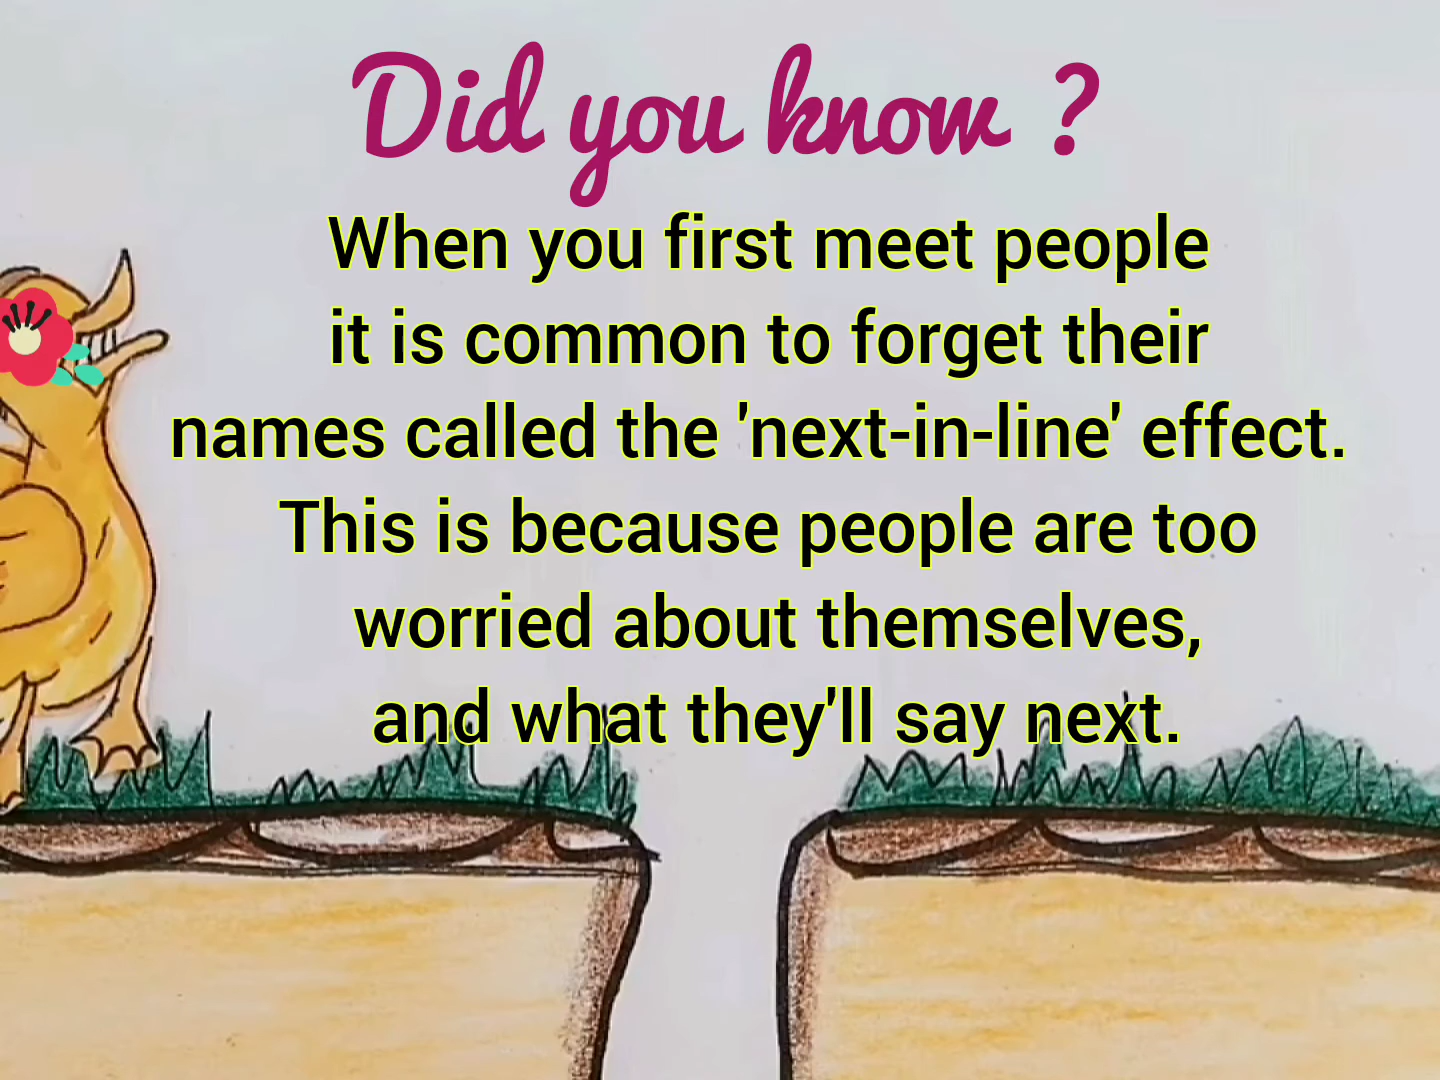 Did you know ?
When you first meet people
it is common to forget their
names called the 'next-in-line' effect.
This is because people are too
worried about themselves,
and what they'll say next.